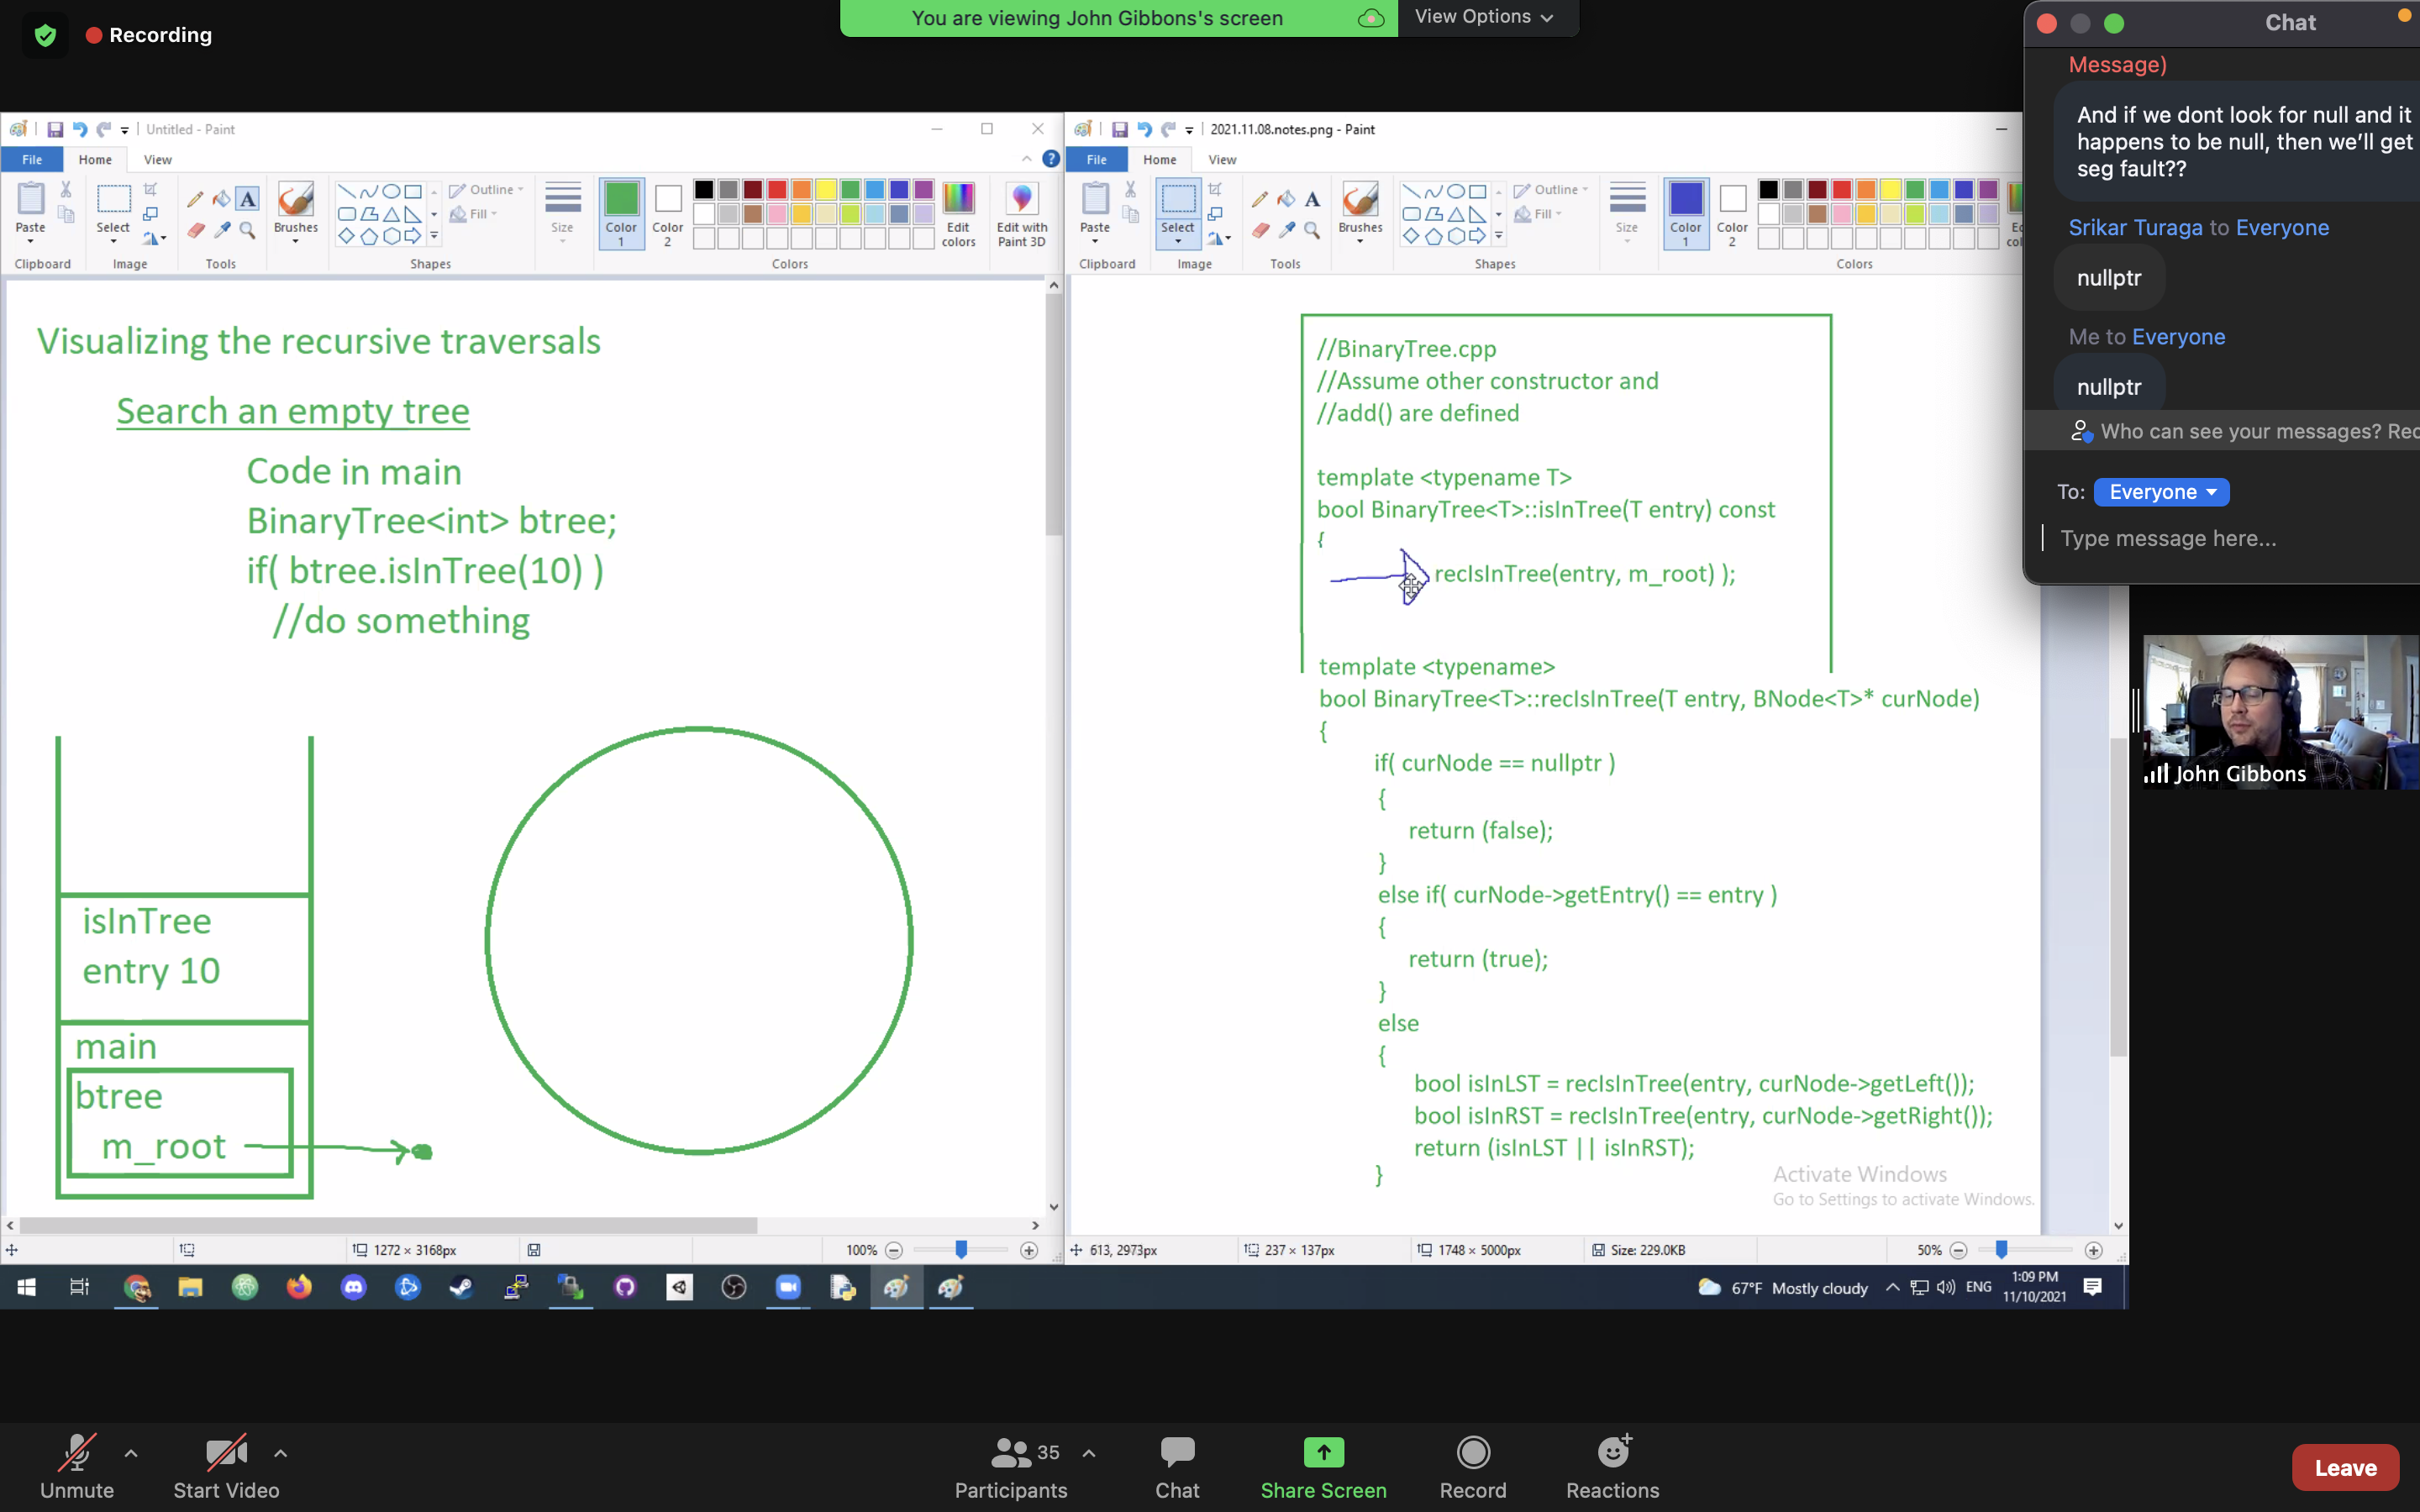 Recording
You are viewing John Gibbons's screen
View Options
Chat
Message)
And if we dont look for null and it
happens to be null, then we'll get
seg fault??
Srikar Turaga to Everyone
nullptr
Me to Everyone
nullptr
Who can see your messages? Rec
To: Everyone
Type message here...
John Gibbons
Untitled - Paint
File Home View
Paste
Select
Brushes
Outline
Fill
Size
Color 1
Color 2
Edit colors
Edit with Paint 3D
Clipboard
Image
Tools
Shapes
Colors
Visualizing the recursive traversals
Search an empty tree
Code in main
BinaryTree<int> btree;
if( btree.isInTree(10) )
//do something
isInTree
entry 10
main
btree
m_root
1272 × 3168px
100%
2021.11.08.notes.png - Paint
File Home View
Paste
Select
Brushes
Outline
Fill
Size
Color 1
Color 2
Clipboard
Image
Tools
Shapes
Colors
//BinaryTree.cpp
//Assume other constructor and
//add() are defined
template <typename T>
bool BinaryTree<T>::isInTree(T entry) const
{
recIsInTree(entry, m_root) );
template <typename>
bool BinaryTree<T>::recIsInTree(T entry, BNode<T>* curNode)
{
if( curNode == nullptr )
{
return (false);
}
else if( curNode->getEntry() == entry )
{
return (true);
}
else
{
bool isInLST = recIsInTree(entry, curNode->getLeft());
bool isInRST = recIsInTree(entry, curNode->getRight());
return (isInLST || isInRST);
}
Activate Windows
Go to Settings to activate Windows.
613, 2973px
237 × 137px
1748 × 5000px
Size: 229.0KB
50%
67°F Mostly cloudy
ENG
1:09 PM
11/10/2021
Unmute
Start Video
35
Participants
Chat
Share Screen
Record
Reactions
Leave